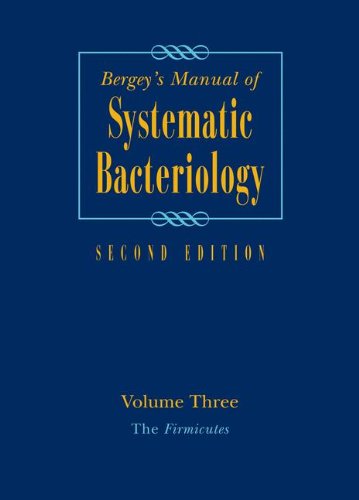 Bergey's Manual of
Systematic
Bacteriology
SECOND EDITION
Volume Three
The Firmicutes